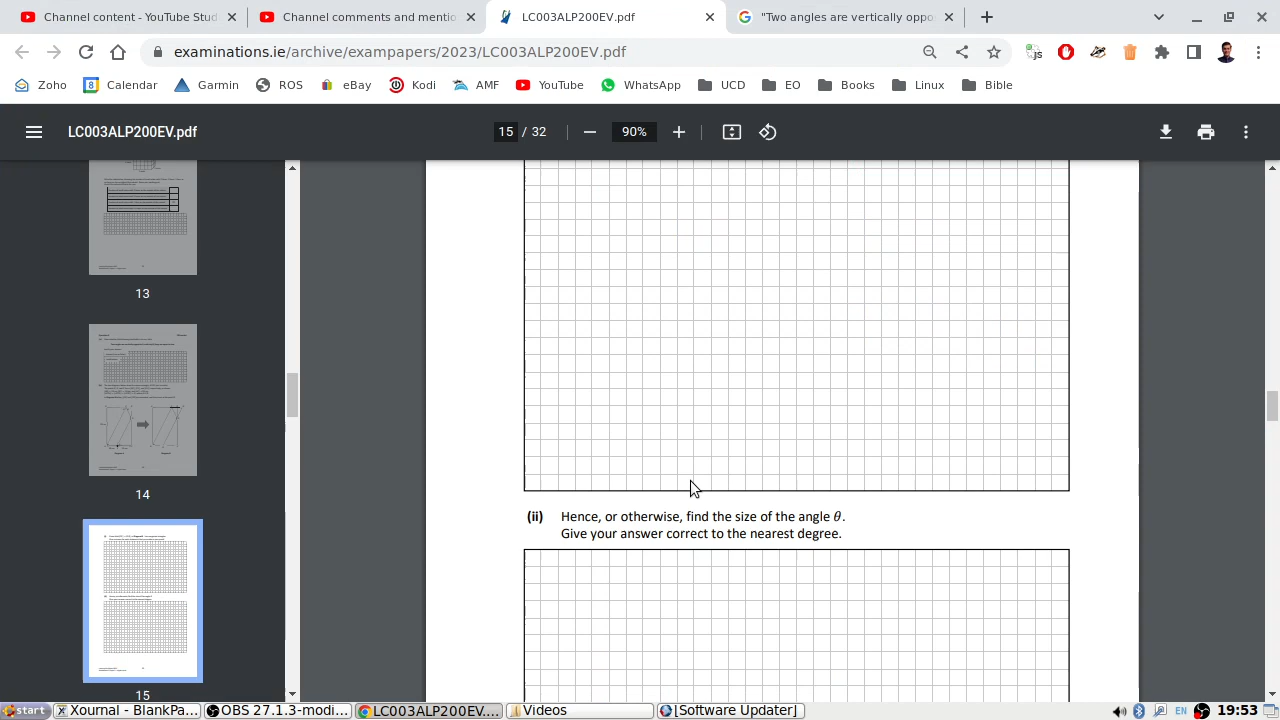 Channel content - YouTube Stud
Channel comments and menti
LC003ALP200EV.pdf
"Two angles are vertically oppo
examinations.ie/archive/exampapers/2023/LC003ALP200EV.pdf
JS
Zoho
8
Calendar
Garmin
ROS
eBay
Kodi
AMF
YouTube
WhatsApp
UCD
EO
Books
Linux
Bible
LC003ALP200EV.pdf
15 / 32
90%
13
14
15
(ii) Hence, or otherwise, find the size of the angle θ.
Give your answer correct to the nearest degree.
start
Xournal - BlankPa...
OBS 27.1.3-modi...
LC003ALP200EV....
Videos
[Software Updater]
EN
19:53